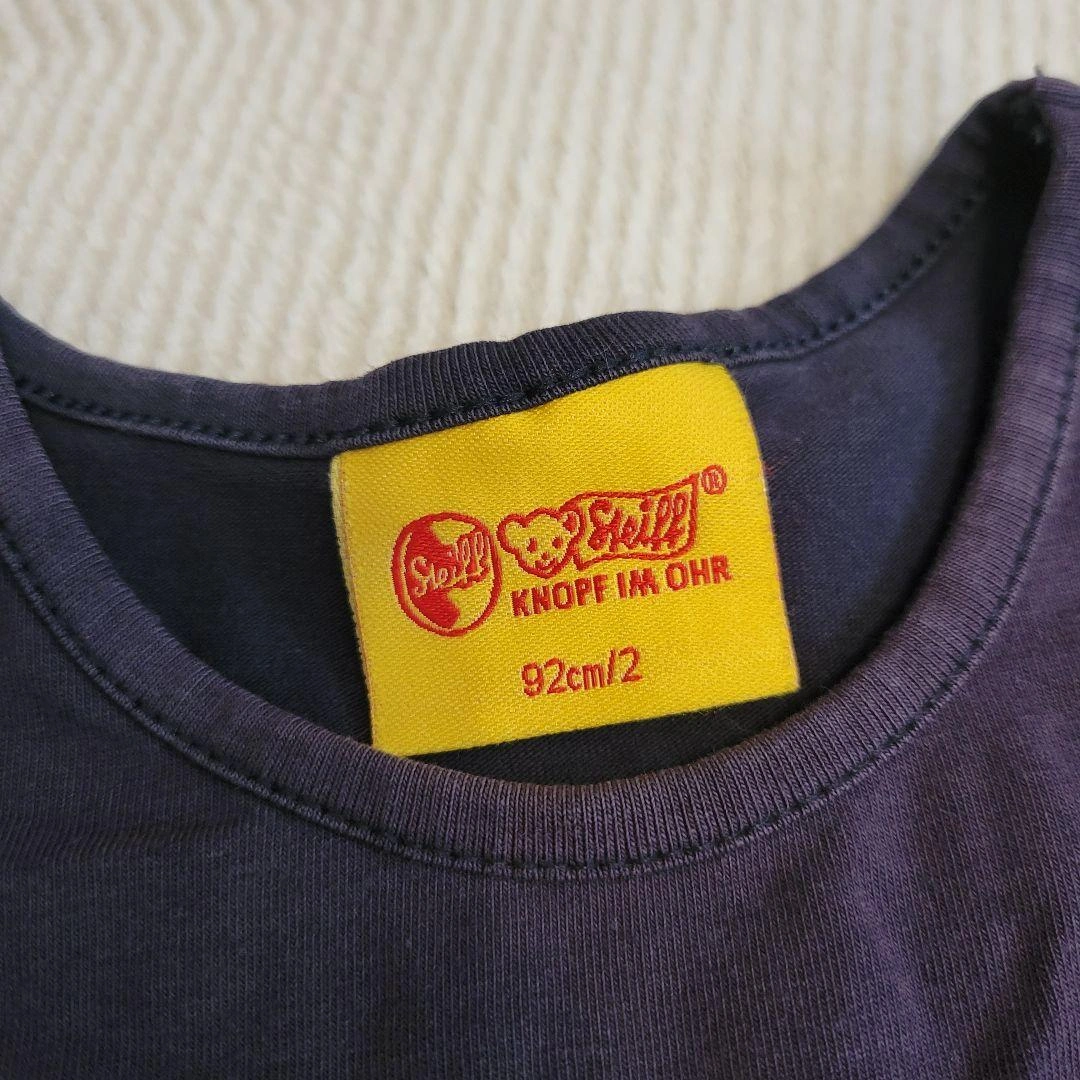 Steiff Steiff®
KNOPF IM OHR
92cm/2